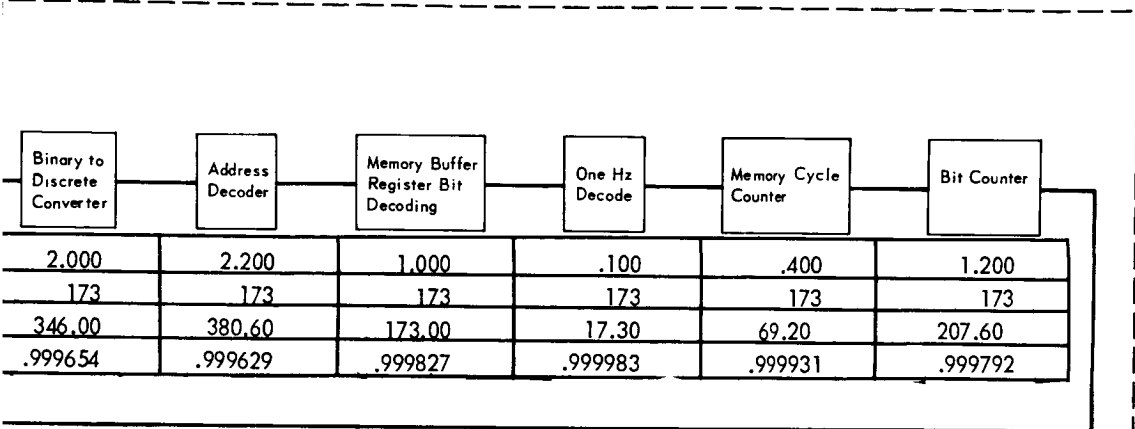 Binary to
Discrete
Converter
Address
Decoder
Memory Buffer
Register Bit
Decoding
One Hz
Decode
Memory Cycle
Counter
Bit Counter
2.000 2.200 1.000 .100 .400 1.200
173 173 173 173 173 173
346.00 380.60 173.00 17.30 69.20 207.60
.999654 .999629 .999827 .999983 .999931 .999792